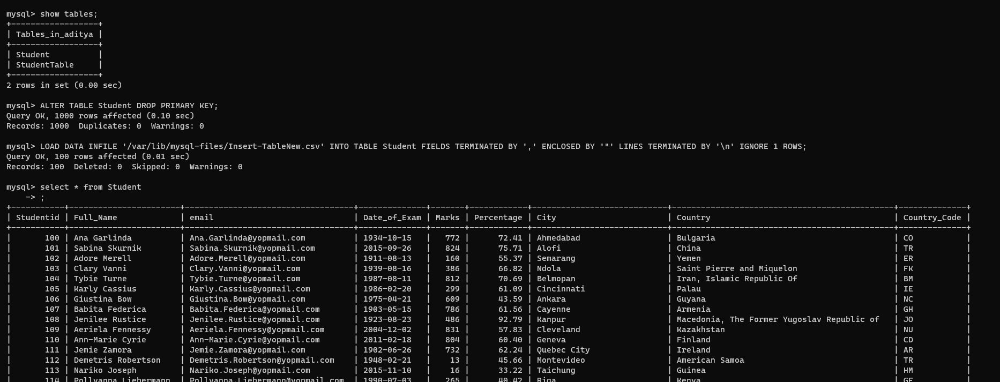 mysql> show tables;
+------------------+
| Tables_in_aditya |
+------------------+
| Student          |
| StudentTable     |
+------------------+
2 rows in set (0.00 sec)
mysql> ALTER TABLE Student DROP PRIMARY KEY;
Query OK, 1000 rows affected (0.10 sec)
Records: 1000  Duplicates: 0  Warnings: 0
mysql> LOAD DATA INFILE '/var/lib/mysql-files/Insert-TableNew.csv' INTO TABLE Student FIELDS TERMINATED BY ',' ENCLOSED BY '"' LINES TERMINATED BY '\n' IGNORE 1 ROWS;
Query OK, 100 rows affected (0.01 sec)
Records: 100  Deleted: 0  Skipped: 0  Warnings: 0
mysql> select * from Student
    -> ;
+-----------+-----------------------+-----------------------------------+--------------+-------+------------+----------------------------+----------------------------------------------+--------------+
| Studentid | Full_Name             | email                             | Date_of_Exam | Marks | Percentage | City                       | Country                                      | Country_Code |
+-----------+-----------------------+-----------------------------------+--------------+-------+------------+----------------------------+----------------------------------------------+--------------+
|       100 | Ana Garlinda          | Ana.Garlinda@yopmail.com          | 1934-10-15   |   772 |      72.41 | Ahmedabad                  | Bulgaria                                     | CO           |
|       101 | Sabina Skurnik        | Sabina.Skurnik@yopmail.com        | 2015-09-26   |   824 |      75.71 | Alofi                      | China                                        | TR           |
|       102 | Adore Merell          | Adore.Merell@yopmail.com          | 1911-08-13   |   160 |      55.37 | Semarang                   | Yemen                                        | ER           |
|       103 | Clary Vanni           | Clary.Vanni@yopmail.com           | 1939-08-16   |   386 |      66.82 | Ndola                      | Saint Pierre and Miquelon                    | FK           |
|       104 | Tybie Turne           | Tybie.Turne@yopmail.com           | 1987-08-11   |   812 |      70.69 | Belmopan                   | Iran, Islamic Republic Of                    | BM           |
|       105 | Karly Cassius         | Karly.Cassius@yopmail.com         | 1986-02-20   |   299 |      61.09 | Cincinnati                 | Palau                                        | IE           |
|       106 | Giustina Bow          | Giustina.Bow@yopmail.com          | 1975-04-21   |   609 |      43.59 | Ankara                     | Guyana                                       | NC           |
|       107 | Babita Federica       | Babita.Federica@yopmail.com       | 1903-05-15   |   786 |      61.56 | Cayenne                    | Armenia                                      | GH           |
|       108 | Jenilee Rustice       | Jenilee.Rustice@yopmail.com       | 1923-08-23   |   486 |      92.79 | Kanpur                     | Macedonia, The Former Yugoslav Republic of   | JO           |
|       109 | Aeriela Fennessy      | Aeriela.Fennessy@yopmail.com      | 2004-12-02   |   831 |      57.83 | Cleveland                  | Kazakhstan                                   | NU           |
|       110 | Ann-Marie Cyrie       | Ann-Marie.Cyrie@yopmail.com       | 2011-02-18   |   804 |      60.40 | Geneva                     | Finland                                      | CD           |
|       111 | Jemie Zamora          | Jemie.Zamora@yopmail.com          | 1902-06-26   |   732 |      62.24 | Quebec City                | Ireland                                      | AR           |
|       112 | Demetris Robertson    | Demetris.Robertson@yopmail.com    | 1948-02-21   |    13 |      45.66 | Montevideo                 | American Samoa                               | TR           |
|       113 | Nariko Joseph         | Nariko.Joseph@yopmail.com         | 2015-11-10   |    16 |      33.22 | Taichung                   | Guinea                                       | HM           |
|       114 | Pollyanna Liebermann  | Pollyanna.Liebermann@yopmail.com  | 1990-07-03   |   265 |      40.42 | Riga                       | Kenya                                        |